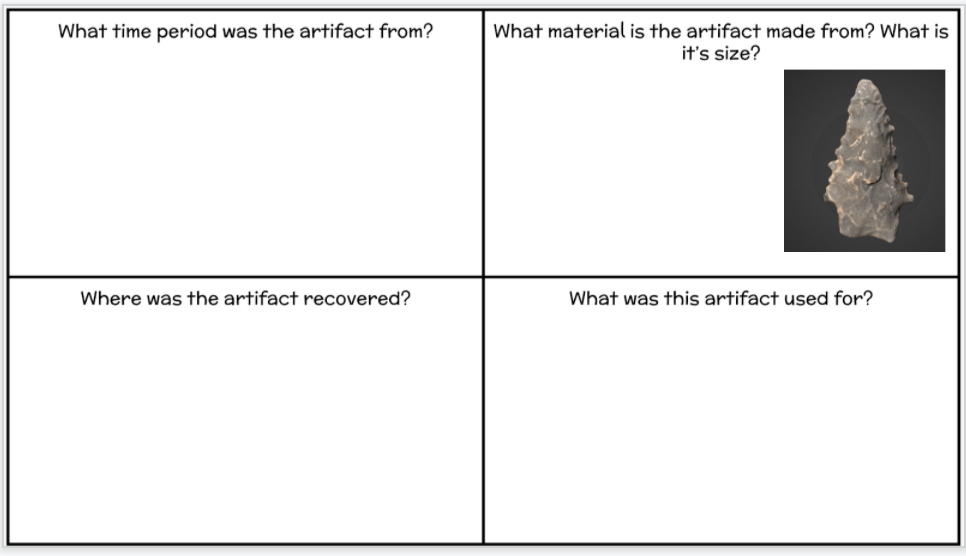 What time period was the artifact from?
What material is the artifact made from? What is
it's size?
Where was the artifact recovered?
What was this artifact used for?